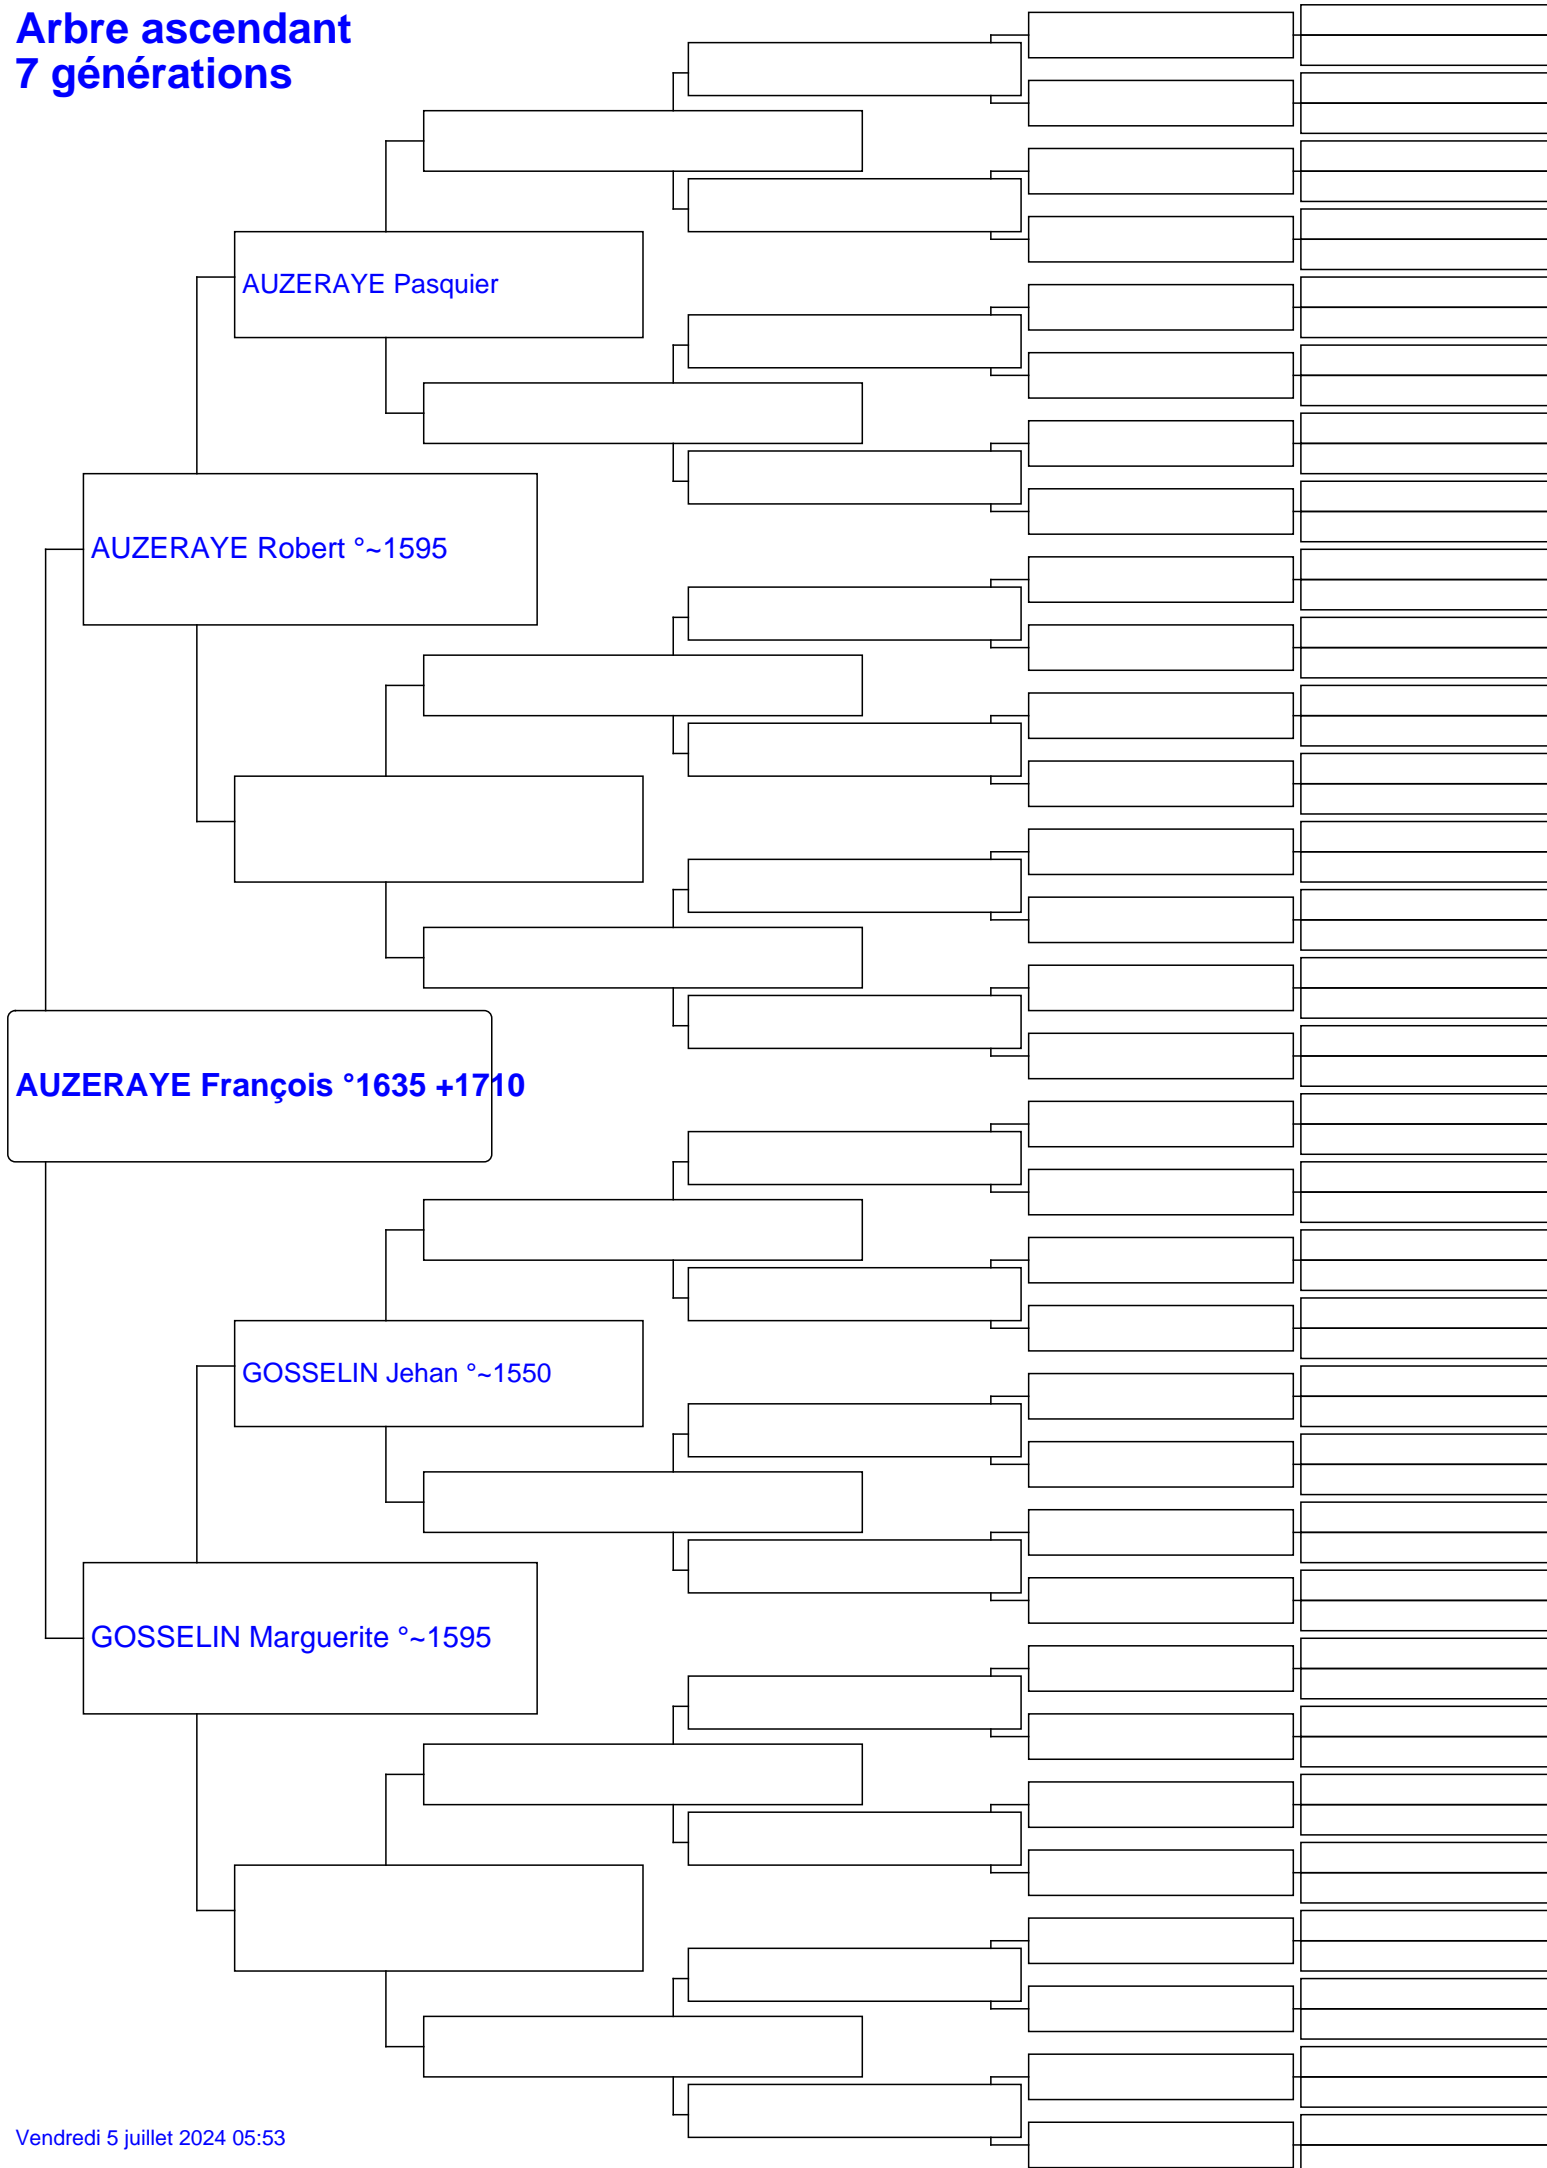 Arbre ascendant
7 générations
AUZERAYE Pasquier
AUZERAYE Robert °~1595
AUZERAYE François °1635 +1710
GOSSELIN Jehan °~1550
GOSSELIN Marguerite °~1595
Vendredi 5 juillet 2024 05:53